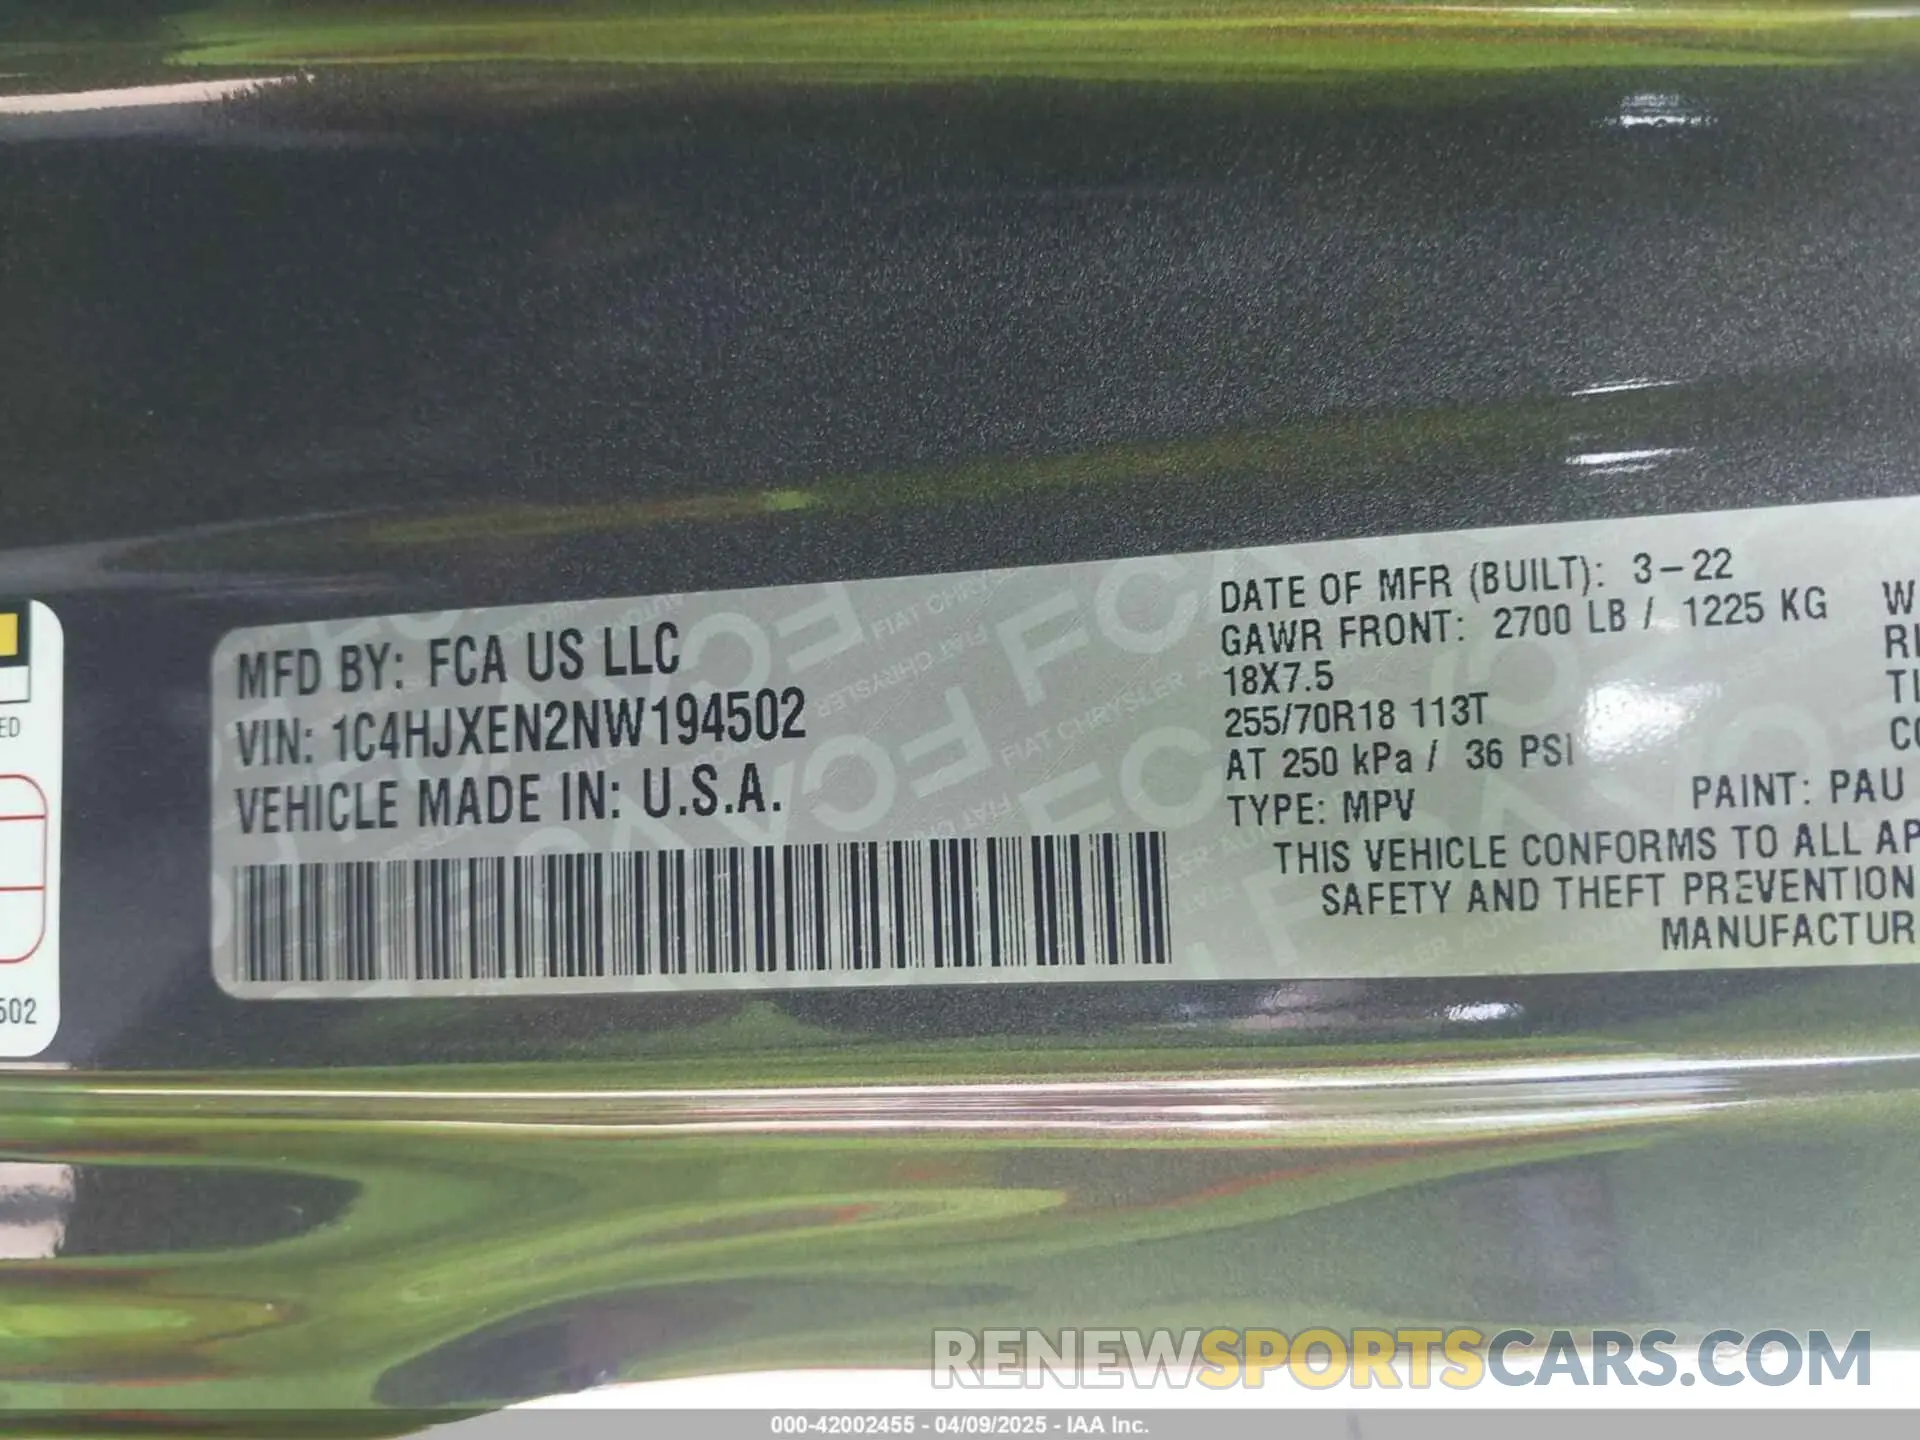 MFD BY: FCA US LLC
VIN: 1C4HJXEN2NW194502
VEHICLE MADE IN: U.S.A.
DATE OF MFR (BUILT): 3-22
GAWR FRONT: 2700 LB / 1225 KG
18X7.5
255/70R18 113T
AT 250 kPa / 36 PSI
TYPE: MPV
PAINT: PAU
THIS VEHICLE CONFORMS TO ALL AP
SAFETY AND THEFT PREVENTION
MANUFACTUR
W
RI
TI
CO
ED
502
RENEWSPORTSCARS.COM
000-42002455 - 04/09/2025 - IAA Inc.